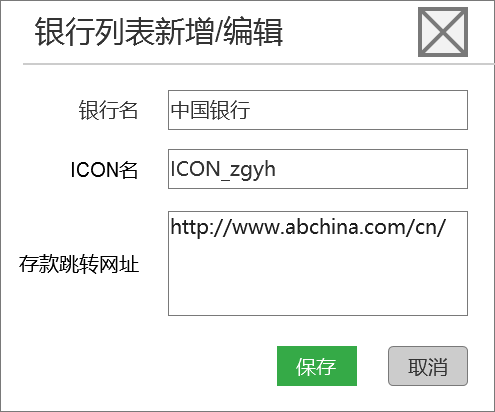 银行列表新增/编辑
银行名 中国银行
ICON名 ICON_zgyh
http://www.abchina.com/cn/
存款跳转网址
保存 取消